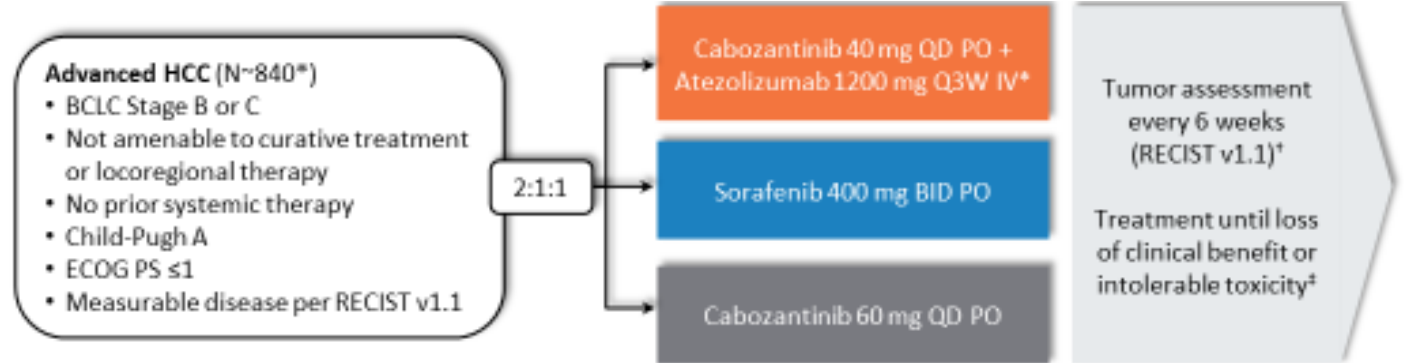 Advanced HCC (N~840*)
• BCLC Stage B or C
• Not amenable to curative treatment
or locoregional therapy
• No prior systemic therapy
• Child-Pugh A
• ECOG PS ≤1
• Measurable disease per RECIST v1.1
2:1:1
Cabozantinib 40 mg QD PO +
Atezolizumab 1200 mg Q3W IV*
Sorafenib 400 mg BID PO
Cabozantinib 60 mg QD PO
Tumor assessment
every 6 weeks
(RECIST v1.1)†
Treatment until loss
of clinical benefit or
intolerable toxicity‡